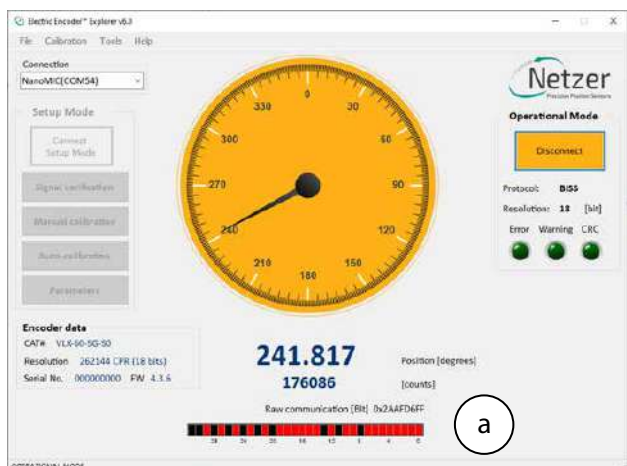 Electric Encoder™ Explorer v6.3
File Calibration Tools Help
Connection
NanoMIC[COM54]
Netzer
Precision Position Sensors
Setup Mode
Connect
Setup Mode
Signal verification
Manual calibration
Auto-calibration
Parameters
Operational Mode
Disconnect
Protocol: BiSS
Resolution: 18 [bit]
Error Warning CRC
0
30
60
90
120
150
180
210
240
270
300
330
Encoder data
CAT# VLX-60-SG-S0
Resolution 262144 CPR (18 bits)
Serial No. 000000000 FW 4.3.6
241.817 Position [degrees]
176086 [counts]
Raw communication [Bit] 0x2AAFD6FF
a
OPERATIONAL MODE